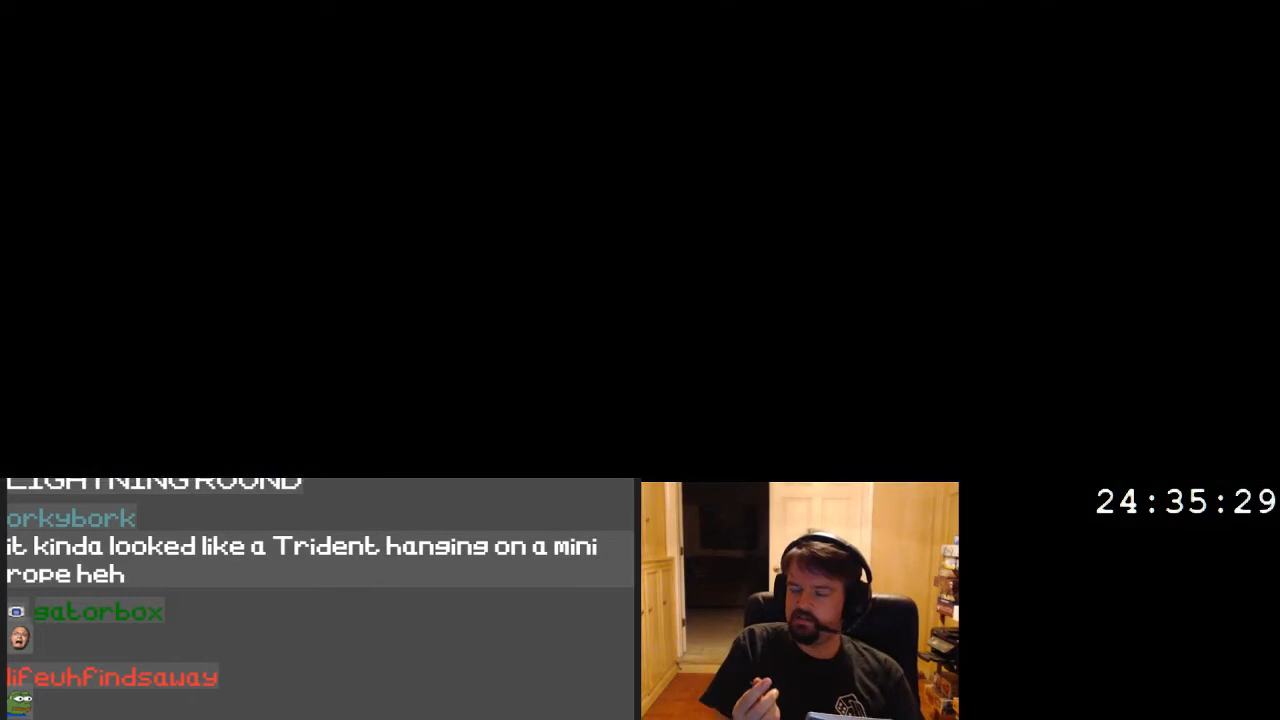 LIGHTNING ROUND
orkybork
it kinda looked like a Trident hanging on a mini
rope heh
gatorbox
lifeuhfindsaway
24:35:29